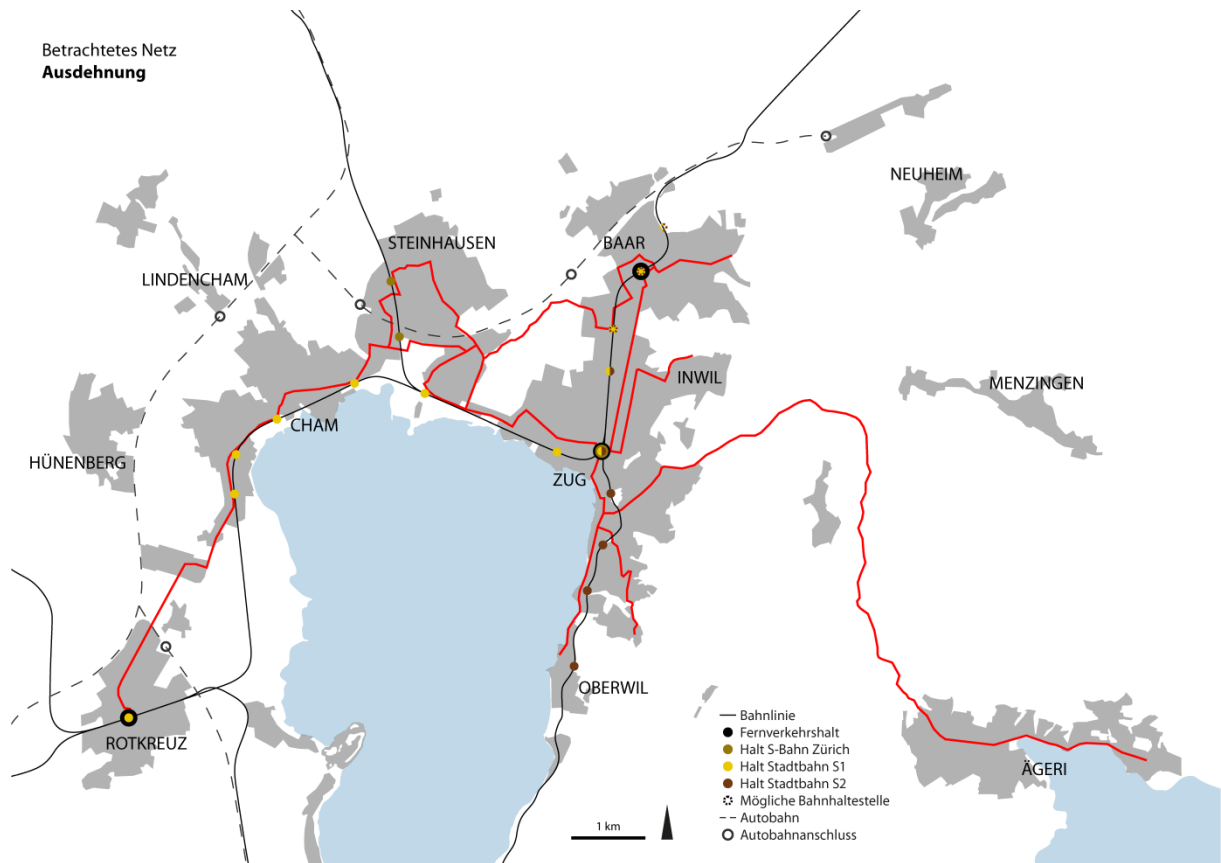 Betrachtetes Netz
Ausdehnung
NEUHEIM
STEINHAUSEN
BAAR
LINDENCHAM
INWIL
MENZINGEN
CHAM
HÜNENBERG
ZUG
OBERWIL
ROTKREUZ
ÄGERI
Bahnlinie
Fernverkehrshalt
Halt S-Bahn Zürich
Halt Stadtbahn S1
Halt Stadtbahn S2
Mögliche Bahnhaltestelle
Autobahn
Autobahnanschluss
1 km